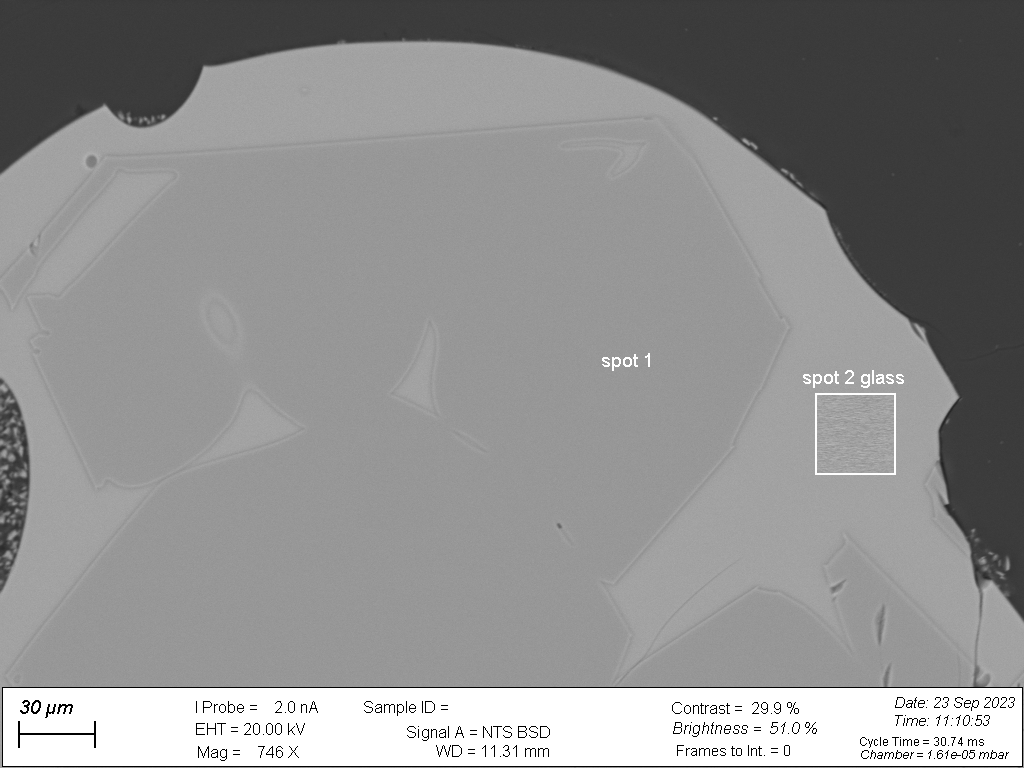 spot 1
spot 2 glass
30 µm
I Probe = 2.0 nA
EHT = 20.00 kV
Mag = 746 X
Sample ID =
Signal A = NTS BSD
WD = 11.31 mm
Contrast = 29.9 %
Brightness = 51.0 %
Frames to Int. = 0
Date: 23 Sep 2023
Time: 11:10:53
Cycle Time = 30.74 ms
Chamber = 1.61e-05 mbar